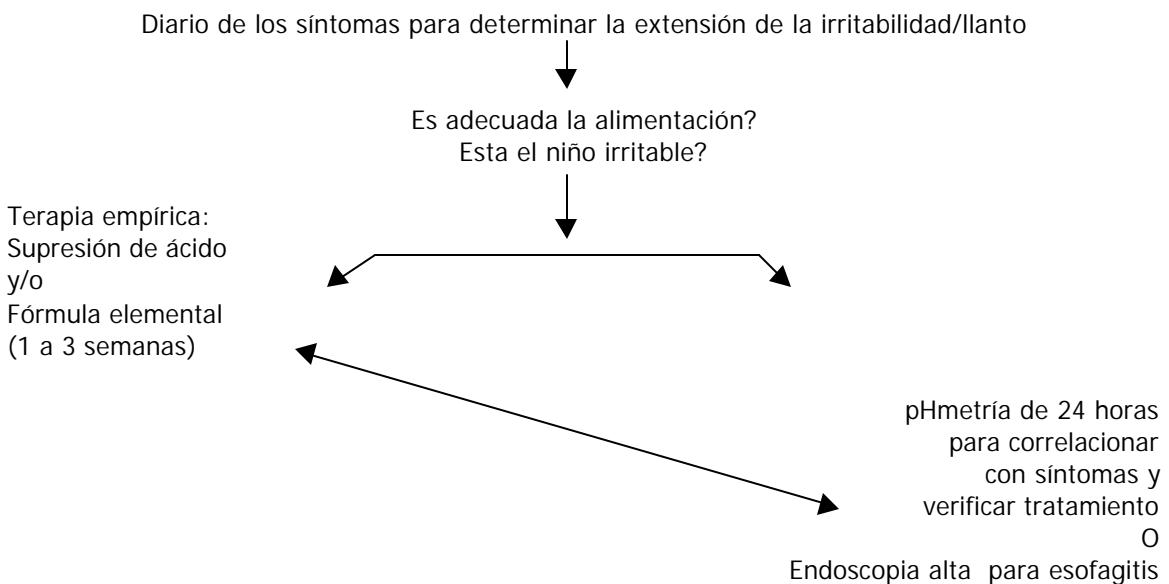 Diario de los síntomas para determinar la extensión de la irritabilidad/llanto
Es adecuada la alimentación?
Esta el niño irritable?
Terapia empírica:
Supresión de ácido
y/o
Fórmula elemental
(1 a 3 semanas)
pHmetría de 24 horas
para correlacionar
con síntomas y
verificar tratamiento
O
Endoscopia alta  para esofagitis